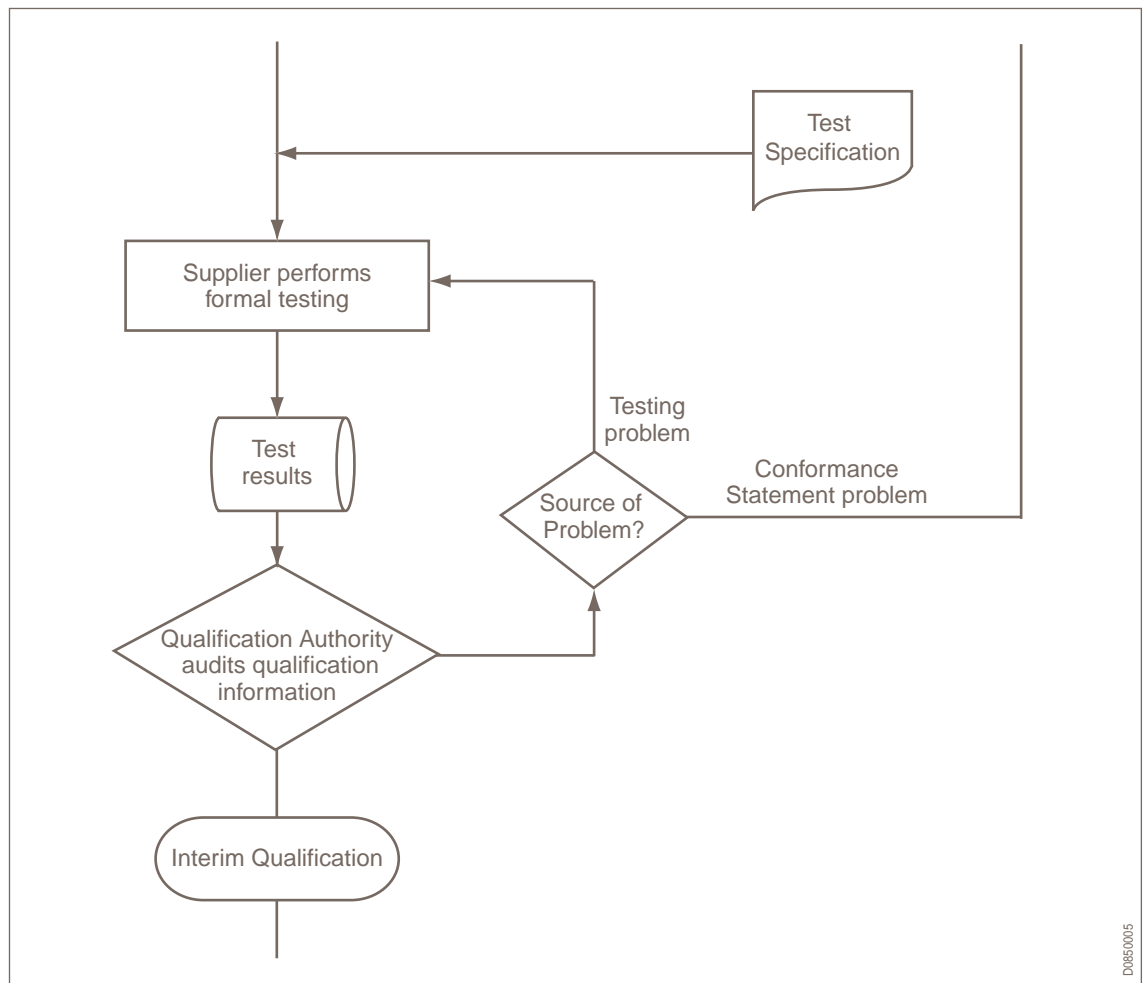 Test
Specification
Supplier performs
formal testing
Testing
problem
Test
results
Conformance
Statement problem
Source of
Problem?
Qualification Authority
audits qualification
information
Interim Qualification
D0850005